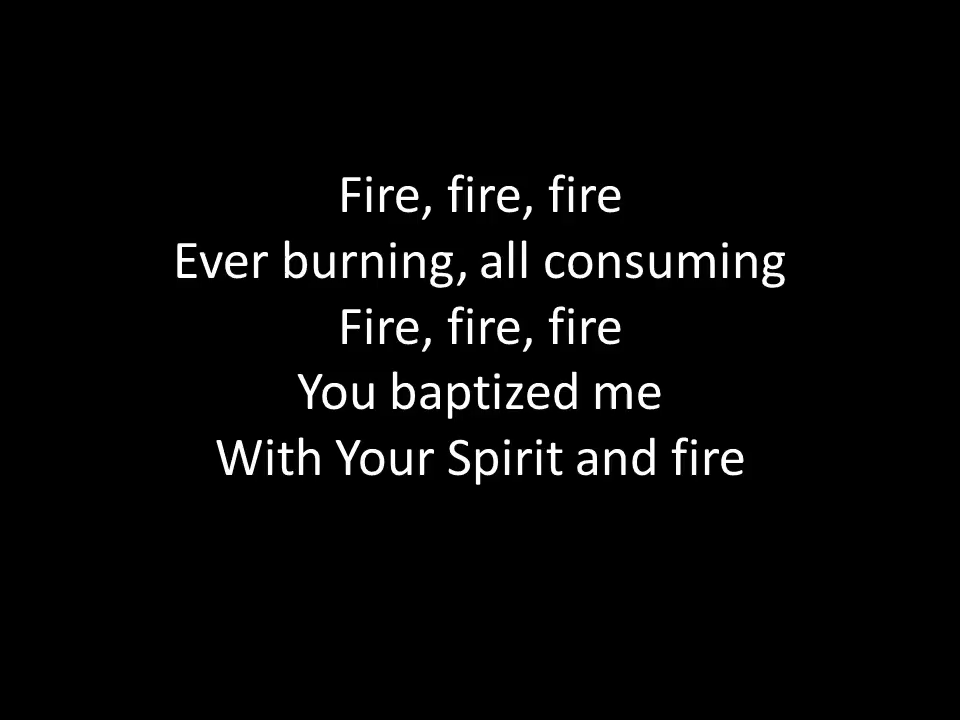 Fire, fire, fire
Ever burning, all consuming
Fire, fire, fire
You baptized me
With Your Spirit and fire